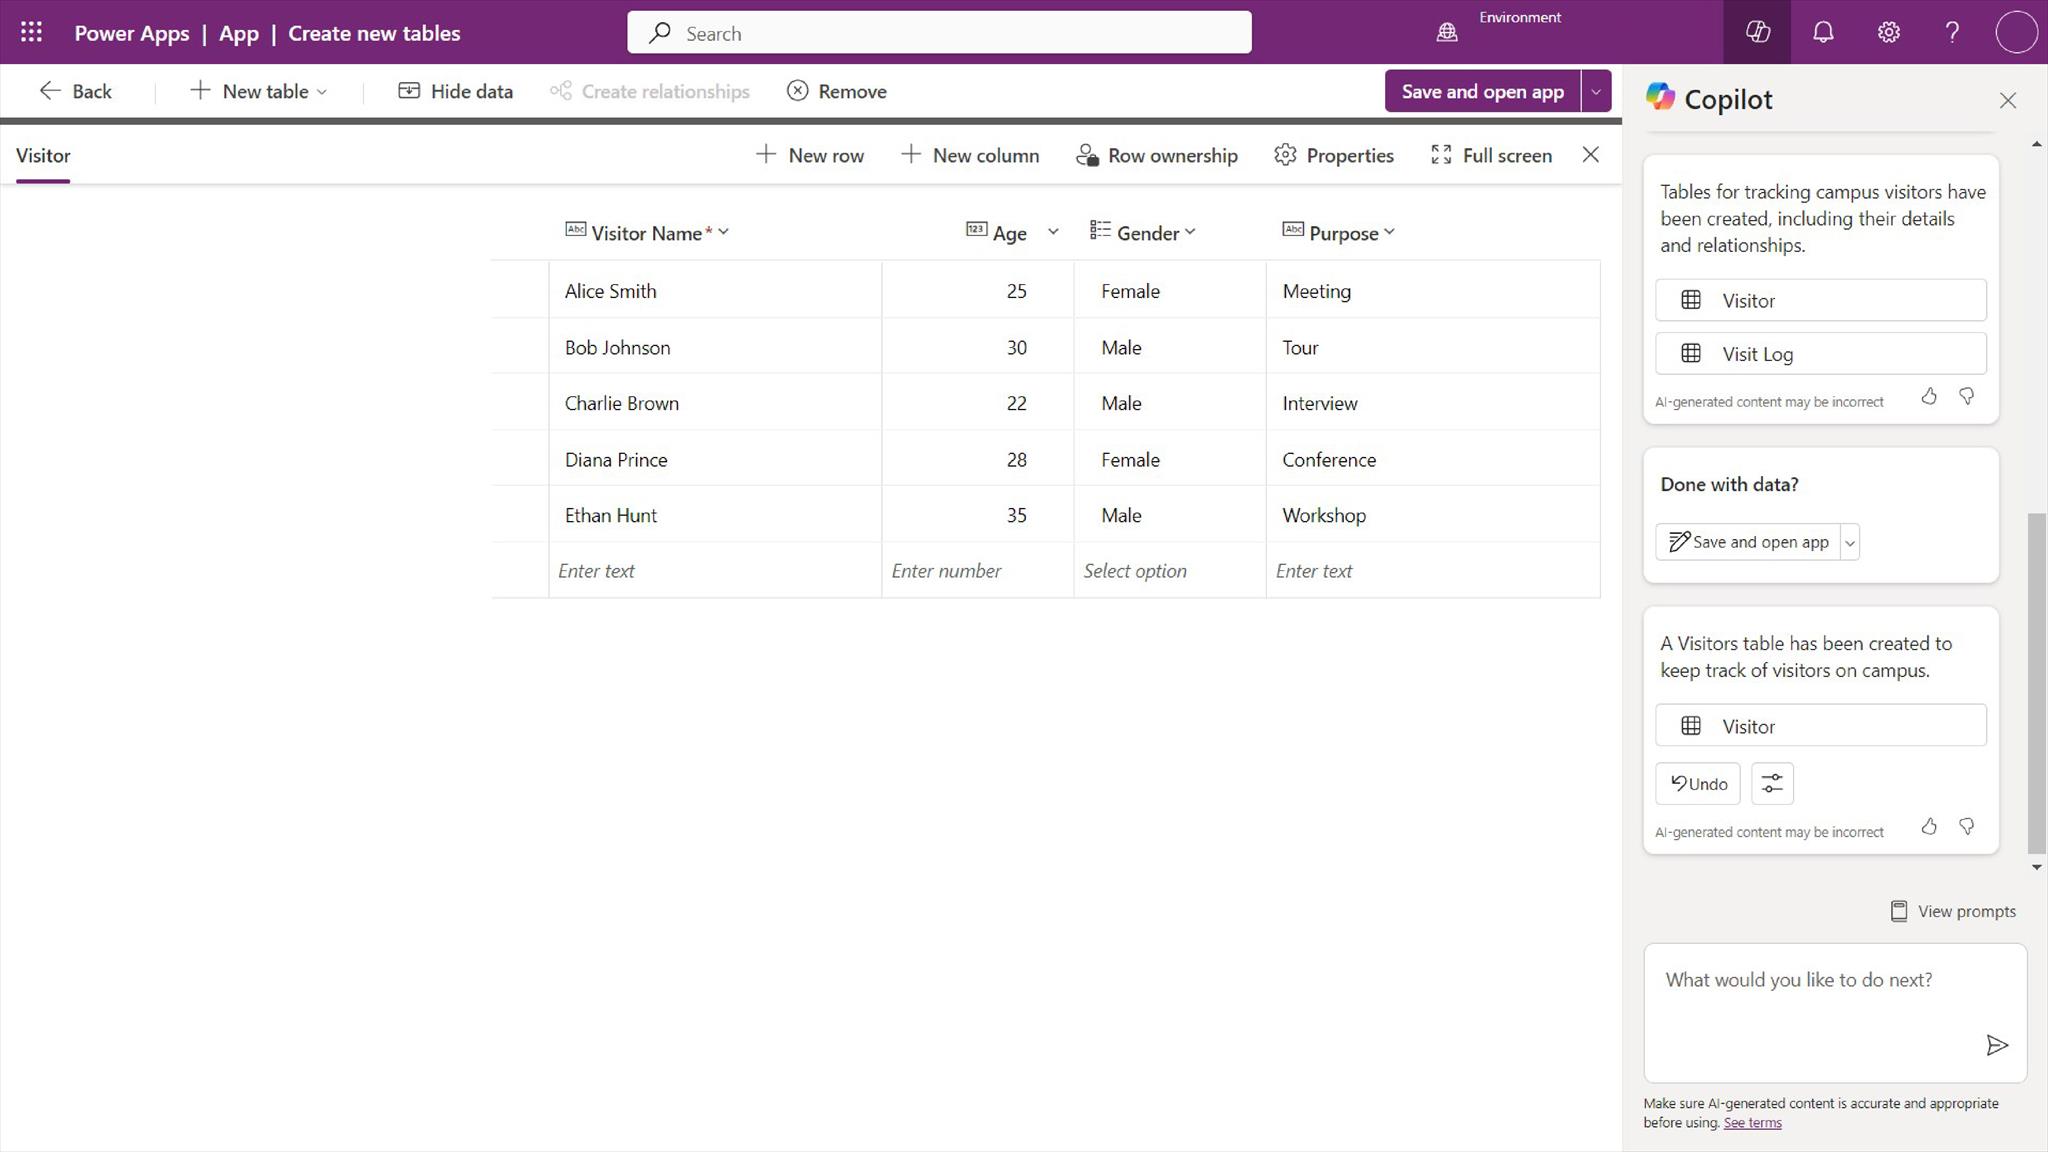 Power Apps | App | Create new tables
Search
Environment
Back
New table
Hide data
Create relationships
Remove
Save and open app
Visitor
New row
New column
Row ownership
Properties
Full screen
Abc Visitor Name*
123 Age
Gender
Abc Purpose
Alice Smith 25 Female Meeting
Bob Johnson 30 Male Tour
Charlie Brown 22 Male Interview
Diana Prince 28 Female Conference
Ethan Hunt 35 Male Workshop
Enter text Enter number Select option Enter text
Copilot
Tables for tracking campus visitors have
been created, including their details
and relationships.
Visitor
Visit Log
AI-generated content may be incorrect
Done with data?
Save and open app
A Visitors table has been created to
keep track of visitors on campus.
Visitor
Undo
AI-generated content may be incorrect
View prompts
What would you like to do next?
Make sure AI-generated content is accurate and appropriate
before using. See terms